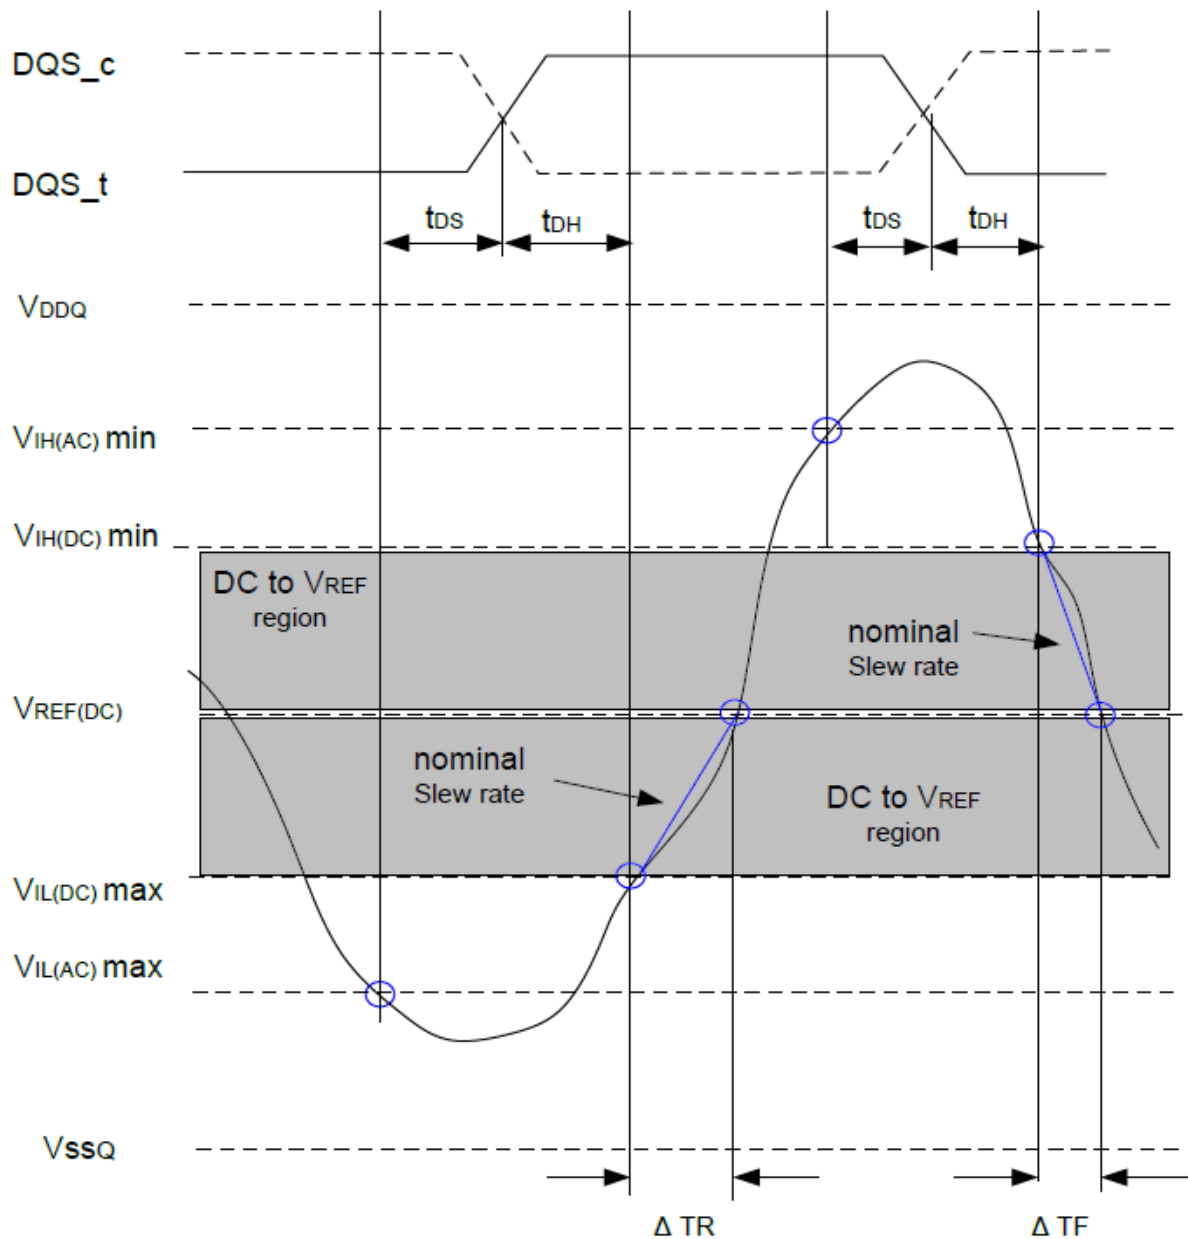 DQS_c
DQS_t
tDS
tDH
tDS
tDH
VDDQ
VIH(AC) min
VIH(DC) min
DC to VREF
region
nominal
Slew rate
VREF(DC)
nominal
Slew rate
DC to VREF
region
VIL(DC) max
VIL(AC) max
VSSQ
Δ TR
Δ TF